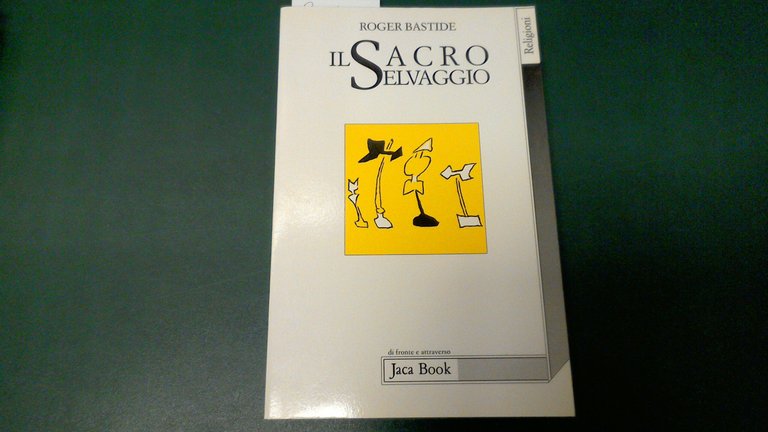 ROGER BASTIDE
IL SACRO
SELVAGGIO
Religioni
di fronte e attraverso
Jaca Book